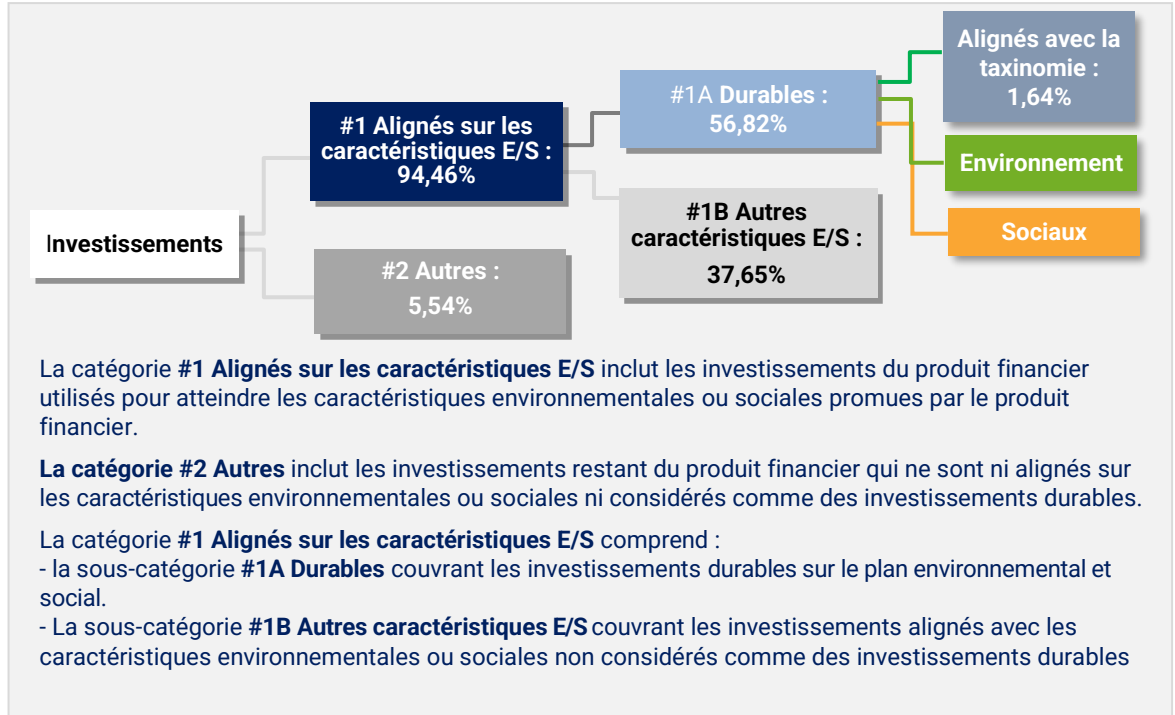 Alignés avec la
taxinomie :
1,64%
#1A Durables :
56,82%
#1 Alignés sur les
caractéristiques E/S :
94,46%
Environnement
#1B Autres
caractéristiques E/S :
37,65%
Sociaux
Investissements
#2 Autres :
5,54%
La catégorie #1 Alignés sur les caractéristiques E/S inclut les investissements du produit financier
utilisés pour atteindre les caractéristiques environnementales ou sociales promues par le produit
financier.
La catégorie #2 Autres inclut les investissements restant du produit financier qui ne sont ni alignés sur
les caractéristiques environnementales ou sociales ni considérés comme des investissements durables.
La catégorie #1 Alignés sur les caractéristiques E/S comprend :
- la sous-catégorie #1A Durables couvrant les investissements durables sur le plan environnemental et
social.
- La sous-catégorie #1B Autres caractéristiques E/S couvrant les investissements alignés avec les
caractéristiques environnementales ou sociales non considérés comme des investissements durables